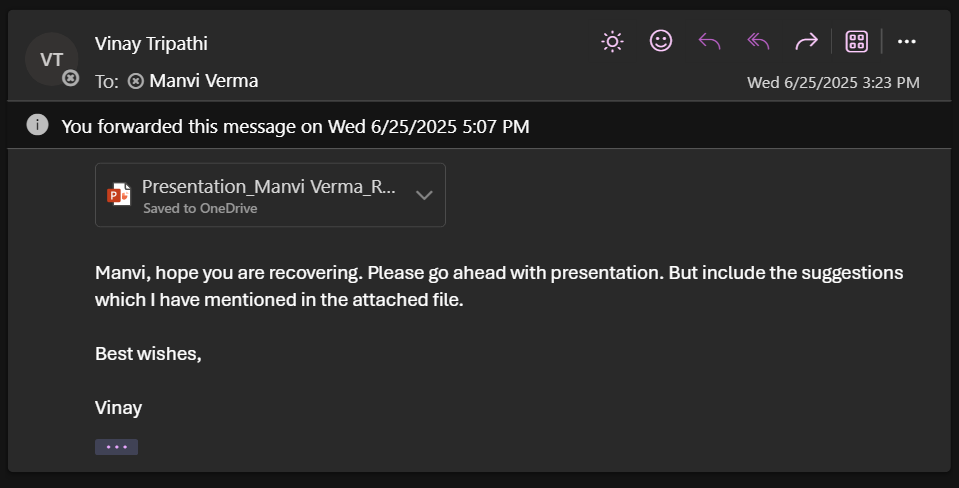 VT
Vinay Tripathi
To: Manvi Verma
Wed 6/25/2025 3:23 PM
You forwarded this message on Wed 6/25/2025 5:07 PM
Presentation_Manvi Verma_R...
Saved to OneDrive
Manvi, hope you are recovering. Please go ahead with presentation. But include the suggestions
which I have mentioned in the attached file.
Best wishes,
Vinay